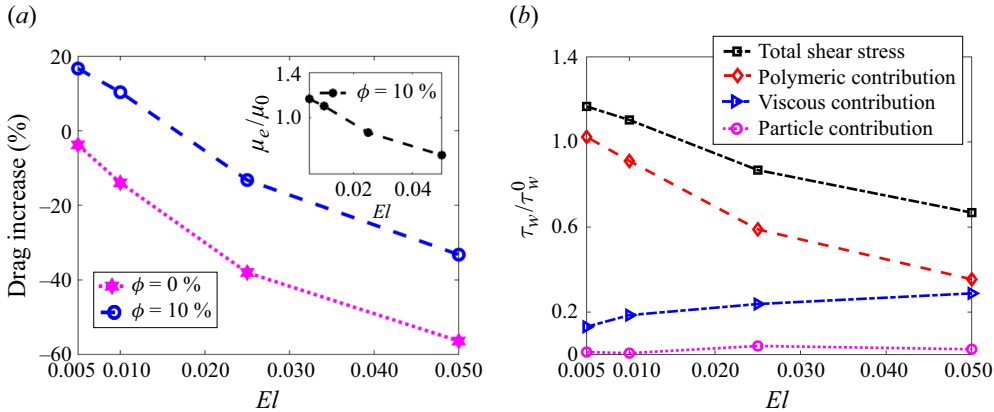 (a)
20
0
–20
–40
–60
Drag increase (%)
0.005 0.010 0.020 0.030 0.040 0.050
El
ϕ = 0 %
ϕ = 10 %
1.4
1.0
μe/μ0
ϕ = 10 %
0.02 0.04
El
(b)
1.4
1.0
0.6
0.2
0
τw/τ0w
0.005 0.010 0.020 0.030 0.040 0.050
El
Total shear stress
Polymeric contribution
Viscous contribution
Particle contribution